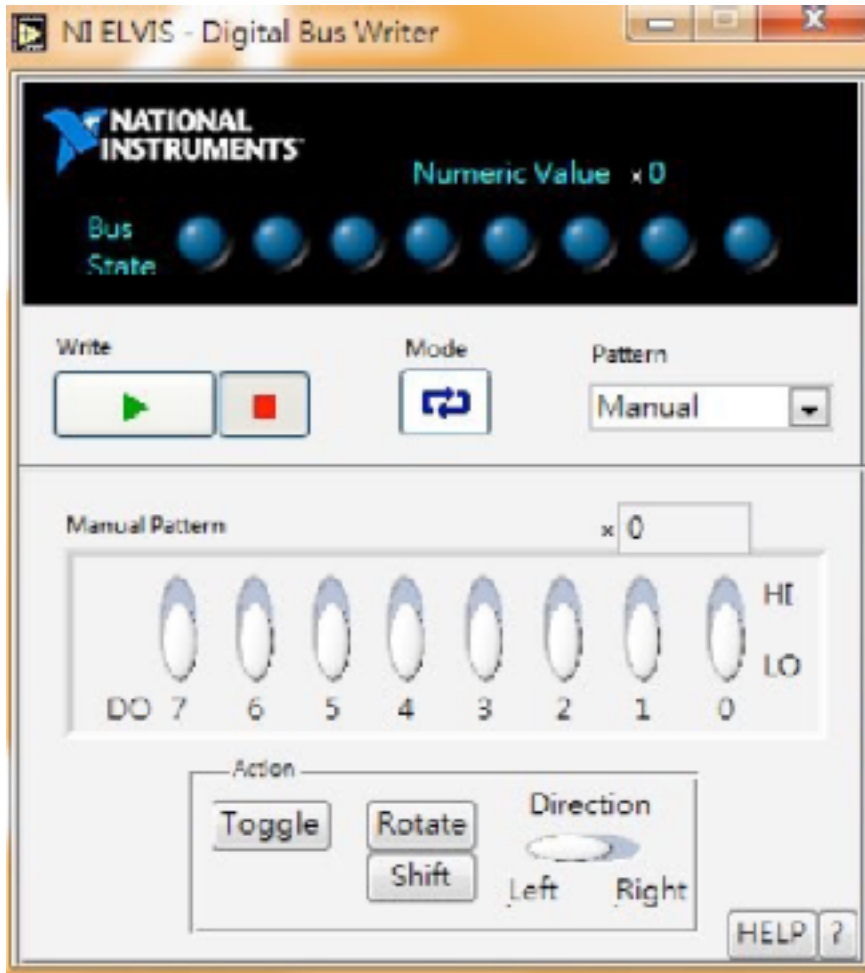 NI ELVIS - Digital Bus Writer
NATIONAL
INSTRUMENTS
Numeric Value x 0
Bus
State
Write
Mode
Pattern
Manual
Manual Pattern
x 0
HI
LO
DO 7 6 5 4 3 2 1 0
Action
Toggle
Rotate
Shift
Direction
Left Right
HELP ?